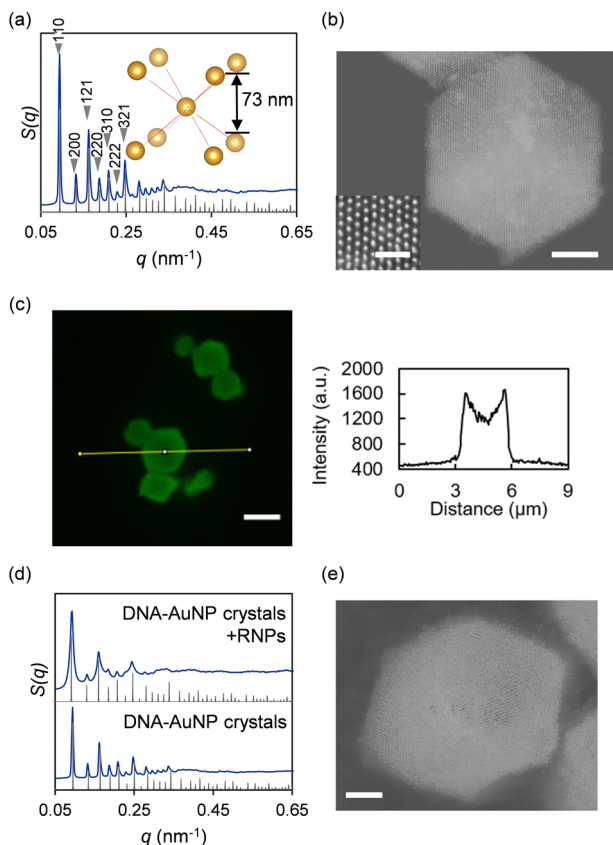 (a)
110
200
121
220
310
222
321
73 nm
S(q)
0.05
0.25
0.45
0.65
q (nm⁻¹)
(b)
(c)
Intensity (a.u.)
2000
1600
1200
800
400
0
3
6
9
Distance (μm)
(d)
DNA-AuNP crystals
+RNPs
DNA-AuNP crystals
S(q)
0.05
0.25
0.45
0.65
q (nm⁻¹)
(e)